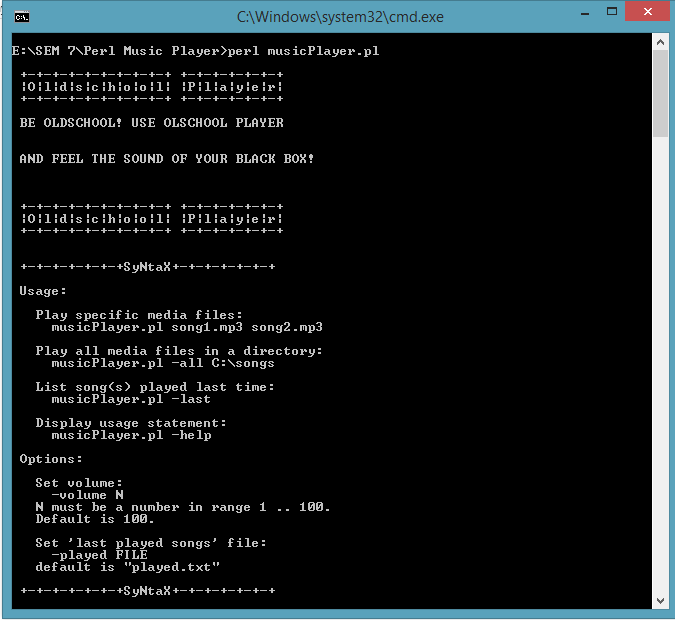 C:\Windows\system32\cmd.exe
E:\SEM 7\Perl Music Player>perl musicPlayer.pl
+-+-+-+-+-+-+-+-+-+ +-+-+-+-+-+-+
¦O¦l¦d¦s¦c¦h¦o¦o¦l¦ ¦P¦l¦a¦y¦e¦r¦
+-+-+-+-+-+-+-+-+-+ +-+-+-+-+-+-+
BE OLDSCHOOL! USE OLSCHOOL PLAYER
AND FEEL THE SOUND OF YOUR BLACK BOX!
+-+-+-+-+-+-+-+-+-+ +-+-+-+-+-+-+
¦O¦l¦d¦s¦c¦h¦o¦o¦l¦ ¦P¦l¦a¦y¦e¦r¦
+-+-+-+-+-+-+-+-+-+ +-+-+-+-+-+-+
+-+-+-+-+-+-+SyNtaX+-+-+-+-+-+-+
Usage:
Play specific media files:
musicPlayer.pl song1.mp3 song2.mp3
Play all media files in a directory:
musicPlayer.pl -all C:\songs
List song(s) played last time:
musicPlayer.pl -last
Display usage statement:
musicPlayer.pl -help
Options:
Set volume:
-volume N
N must be a number in range 1 .. 100.
Default is 100.
Set 'last played songs' file:
-played FILE
default is "played.txt"
+-+-+-+-+-+-+SyNtaX+-+-+-+-+-+-+